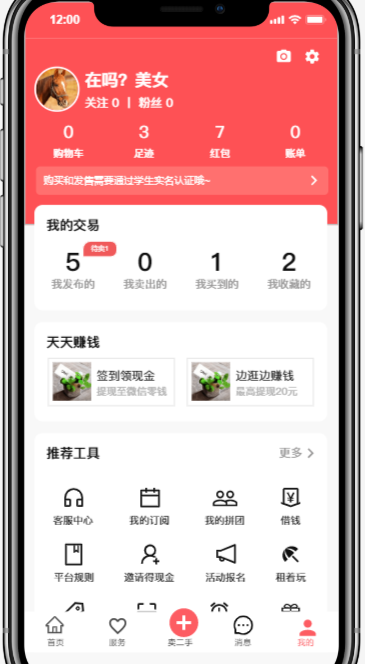 12:00
在吗？美女
关注 0 | 粉丝 0
0 3 7 0
购物车 足迹 红包 账单
购买和发售需要通过学生实名认证哦~
我的交易
待卖1
5 0 1 2
我发布的 我卖出的 我买到的 我收藏的
天天赚钱
签到领现金 边逛边赚钱
提现至微信零钱 最高提现20元
推荐工具 更多
客服中心 我的订阅 我的拼团 借钱
平台规则 邀请得现金 活动报名 租着玩
首页 服务 卖二手 消息 我的